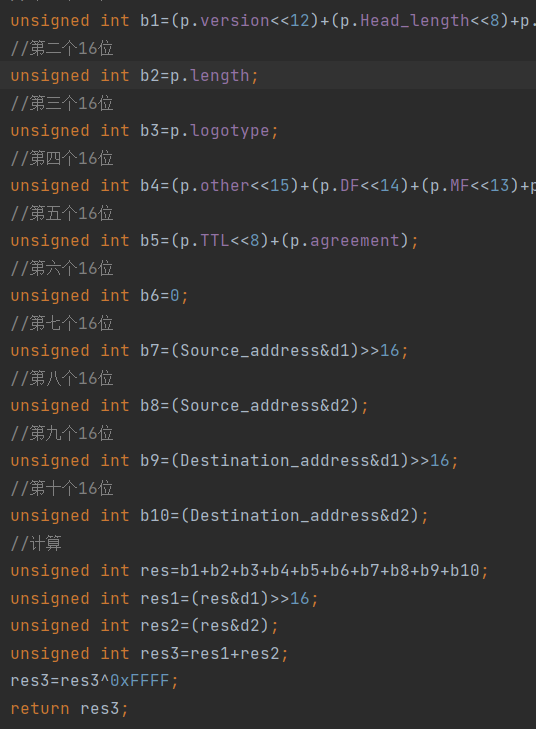 unsigned int b1=(p.version<<12)+(p.Head_length<<8)+p.
//第二个16位
unsigned int b2=p.length;
//第三个16位
unsigned int b3=p.logotype;
//第四个16位
unsigned int b4=(p.other<<15)+(p.DF<<14)+(p.MF<<13)+p
//第五个16位
unsigned int b5=(p.TTL<<8)+(p.agreement);
//第六个16位
unsigned int b6=0;
//第七个16位
unsigned int b7=(Source_address&d1)>>16;
//第八个16位
unsigned int b8=(Source_address&d2);
//第九个16位
unsigned int b9=(Destination_address&d1)>>16;
//第十个16位
unsigned int b10=(Destination_address&d2);
//计算
unsigned int res=b1+b2+b3+b4+b5+b6+b7+b8+b9+b10;
unsigned int res1=(res&d1)>>16;
unsigned int res2=(res&d2);
unsigned int res3=res1+res2;
res3=res3^0xFFFF;
return res3;